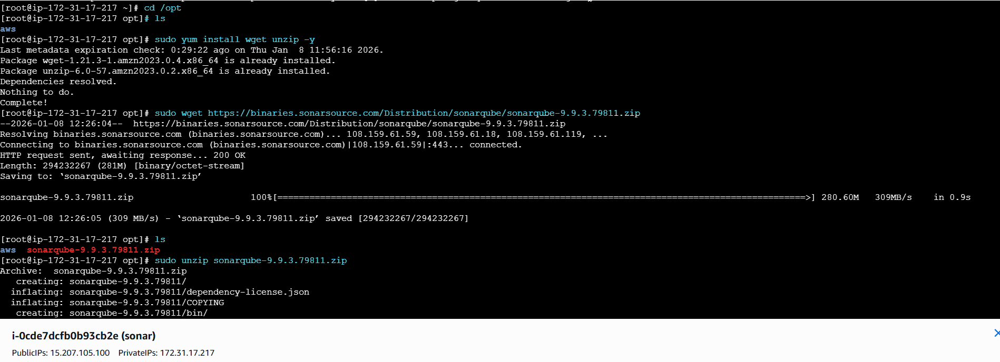 [root@ip-172-31-17-217 ~]# cd /opt
[root@ip-172-31-17-217 opt]# ls
aws
[root@ip-172-31-17-217 opt]# sudo yum install wget unzip -y
Last metadata expiration check: 0:29:22 ago on Thu Jan  8 11:56:16 2026.
Package wget-1.21.3-1.amzn2023.0.4.x86_64 is already installed.
Package unzip-6.0-57.amzn2023.0.2.x86_64 is already installed.
Dependencies resolved.
Nothing to do.
Complete!
[root@ip-172-31-17-217 opt]# sudo wget https://binaries.sonarsource.com/Distribution/sonarqube/sonarqube-9.9.3.79811.zip
--2026-01-08 12:26:04--  https://binaries.sonarsource.com/Distribution/sonarqube/sonarqube-9.9.3.79811.zip
Resolving binaries.sonarsource.com (binaries.sonarsource.com)... 108.159.61.59, 108.159.61.18, 108.159.61.119, ...
Connecting to binaries.sonarsource.com (binaries.sonarsource.com)|108.159.61.59|:443... connected.
HTTP request sent, awaiting response... 200 OK
Length: 294232267 (281M) [binary/octet-stream]
Saving to: ‘sonarqube-9.9.3.79811.zip’
sonarqube-9.9.3.79811.zip 100%[===================================================================================================>] 280.60M 309MB/s in 0.9s
2026-01-08 12:26:05 (309 MB/s) - ‘sonarqube-9.9.3.79811.zip’ saved [294232267/294232267]
[root@ip-172-31-17-217 opt]# ls
aws  sonarqube-9.9.3.79811.zip
[root@ip-172-31-17-217 opt]# sudo unzip sonarqube-9.9.3.79811.zip
Archive:  sonarqube-9.9.3.79811.zip
   creating: sonarqube-9.9.3.79811/
  inflating: sonarqube-9.9.3.79811/dependency-license.json
  inflating: sonarqube-9.9.3.79811/COPYING
   creating: sonarqube-9.9.3.79811/bin/
i-0cde7dcfb0b93cb2e (sonar)
PublicIPs: 15.207.105.100 PrivateIPs: 172.31.17.217